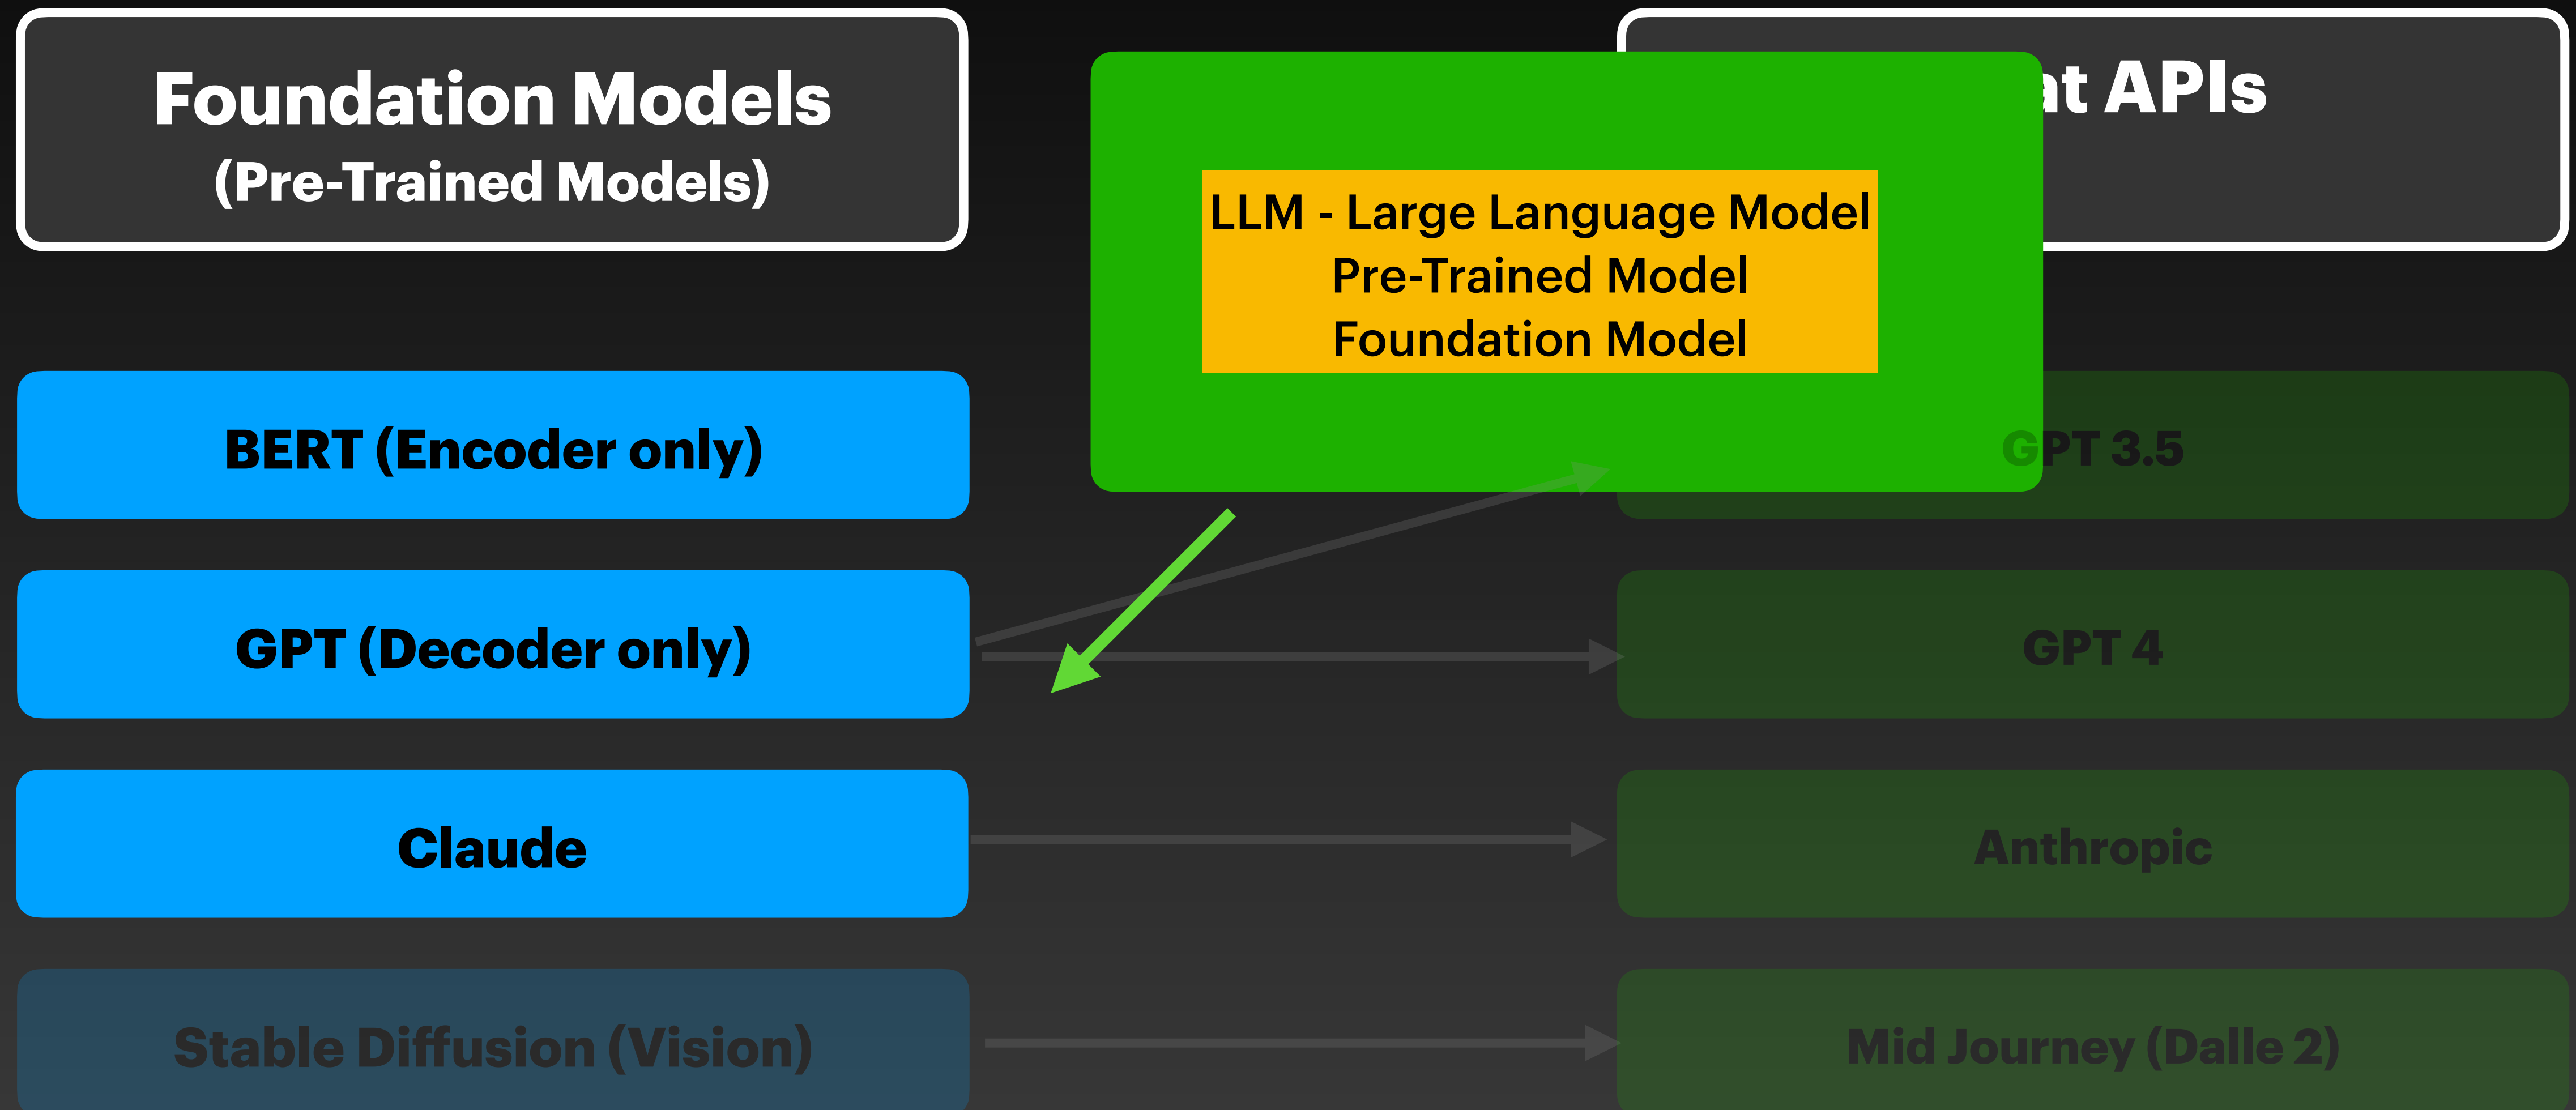 Foundation Models
(Pre-Trained Models)
LLM - Large Language Model
Pre-Trained Model
Foundation Model
at APIs
BERT (Encoder only)
GPT 3.5
GPT (Decoder only)
GPT 4
Claude
Anthropic
Stable Diffusion (Vision)
Mid Journey (Dalle 2)